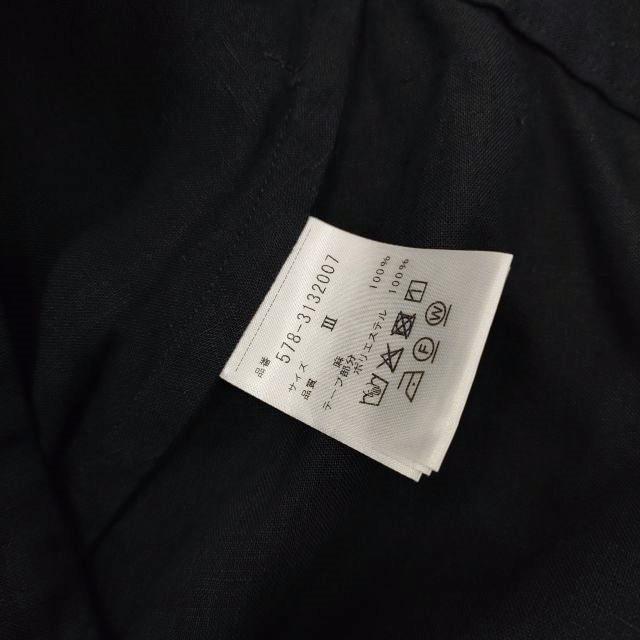 品番 578-3132007
サイズ III
品質 麻 100%
テープ部分
ポリエステル 100%
F W